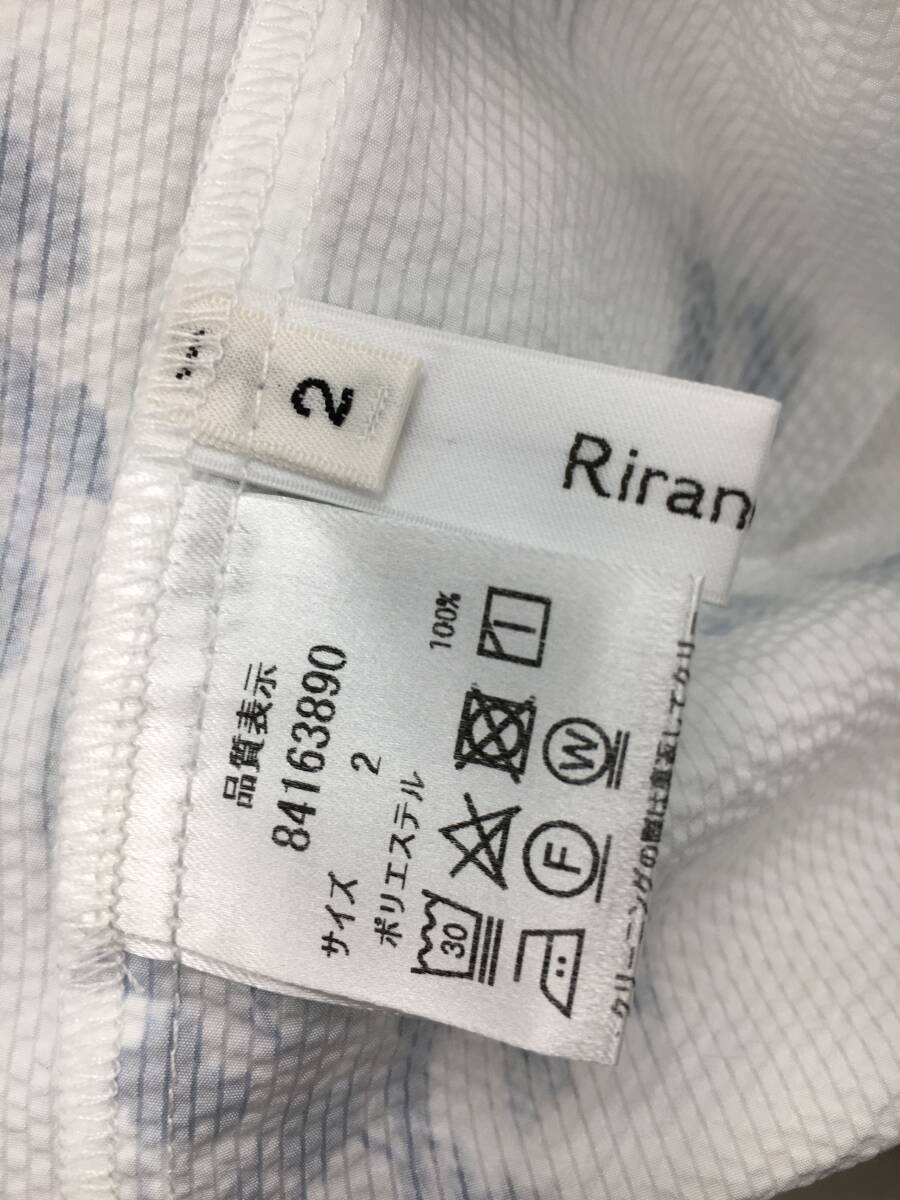 2
Riran
品質表示
84163890
サイズ 2
ポリエステル 100%
30
W
F
クリーニングの際は裏返してクリー